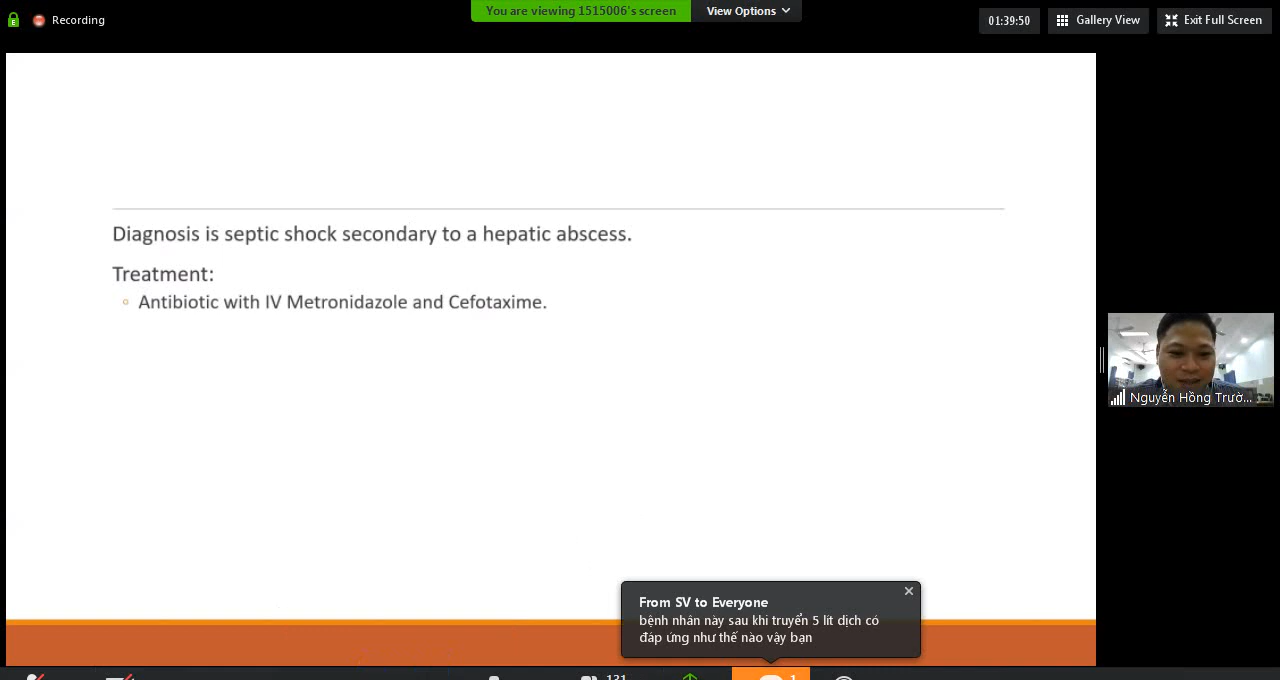 Recording
You are viewing 1515006's screen
View Options
01:39:50
Gallery View
Exit Full Screen
Diagnosis is septic shock secondary to a hepatic abscess.
Treatment:
Antibiotic with IV Metronidazole and Cefotaxime.
Nguyễn Hồng Trườ...
From SV to Everyone
bệnh nhân này sau khi truyền 5 lít dịch có
đáp ứng như thế nào vậy bạn
131
1